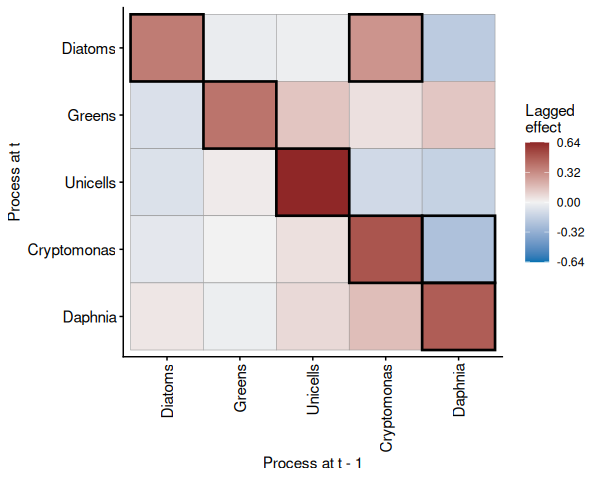 Diatoms
Greens
Unicells
Cryptomonas
Daphnia
Process at t
Diatoms
Greens
Unicells
Cryptomonas
Daphnia
Process at t - 1
Lagged
effect
0.64
0.32
0.00
-0.32
-0.64